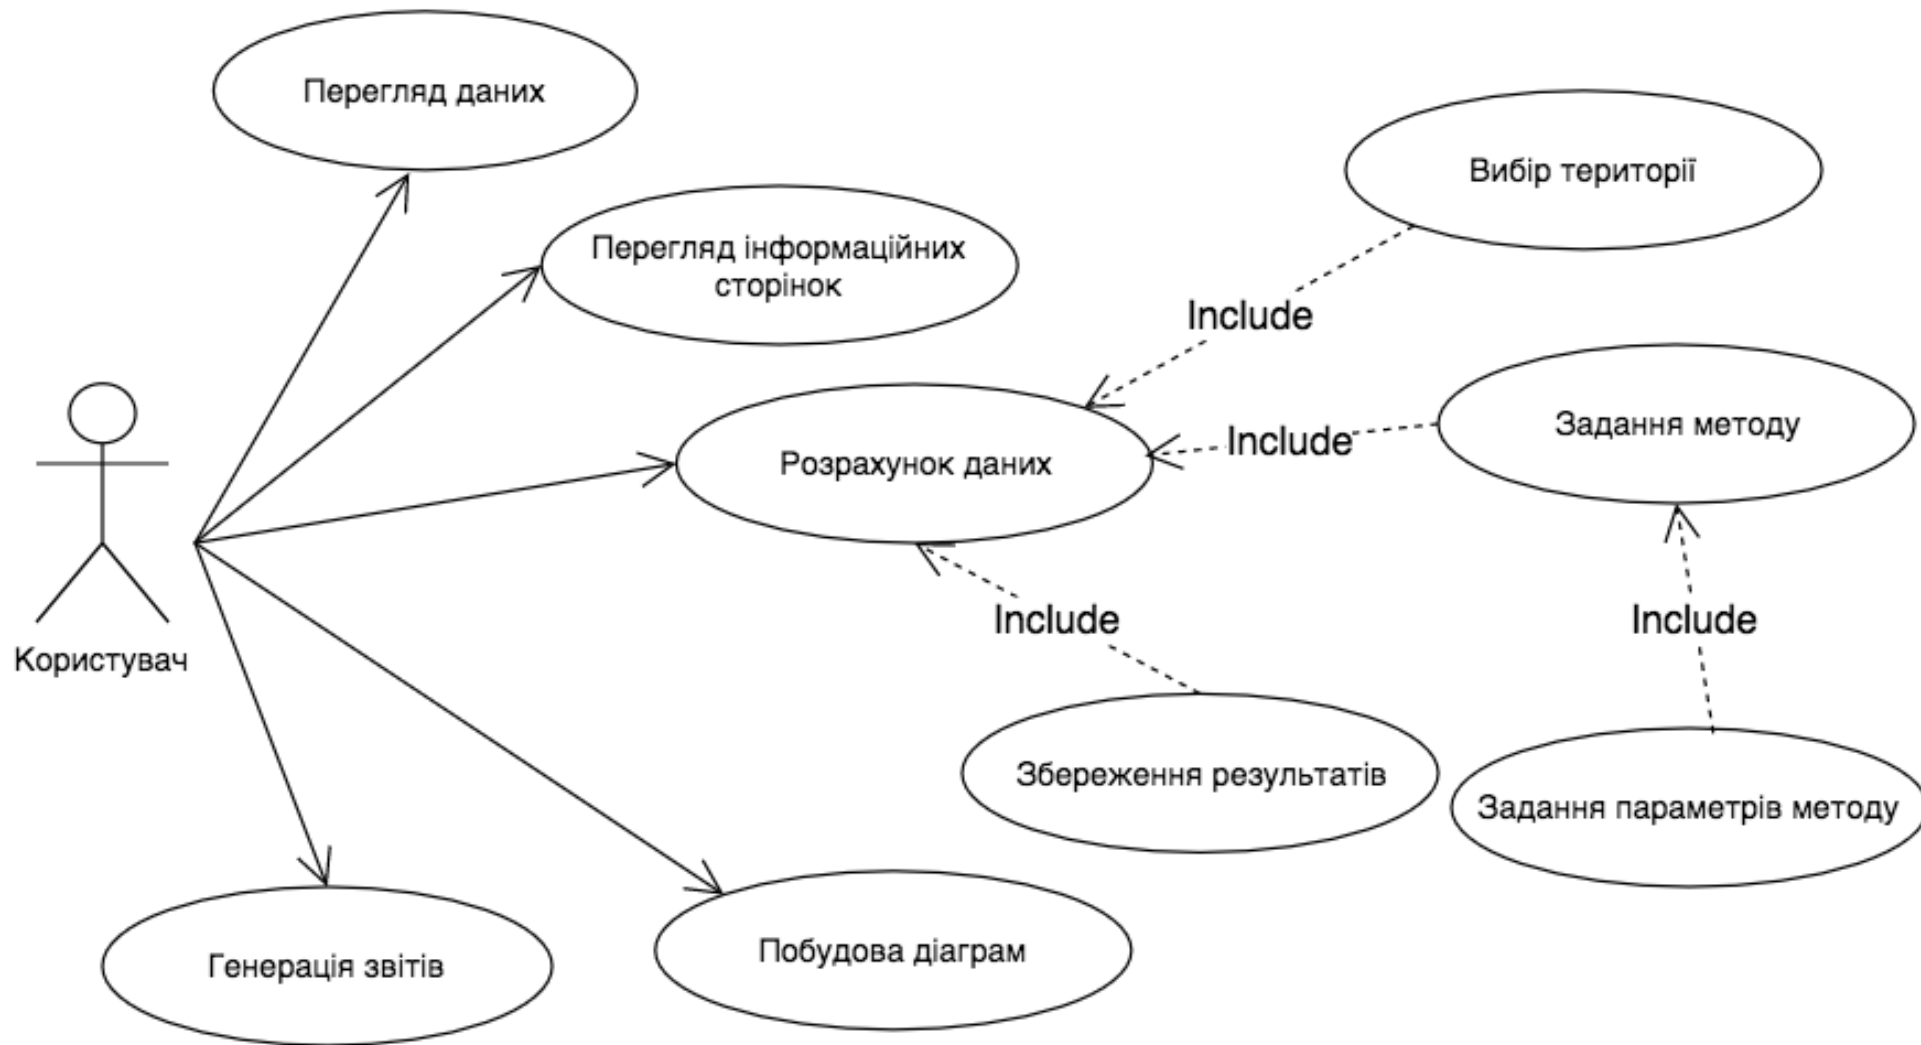 Перегляд даних
Вибір території
Перегляд інформаційних
сторінок
Include
Задання методу
Include
Розрахунок даних
Include
Include
Користувач
Збереження результатів
Задання параметрів методу
Побудова діаграм
Генерація звітів